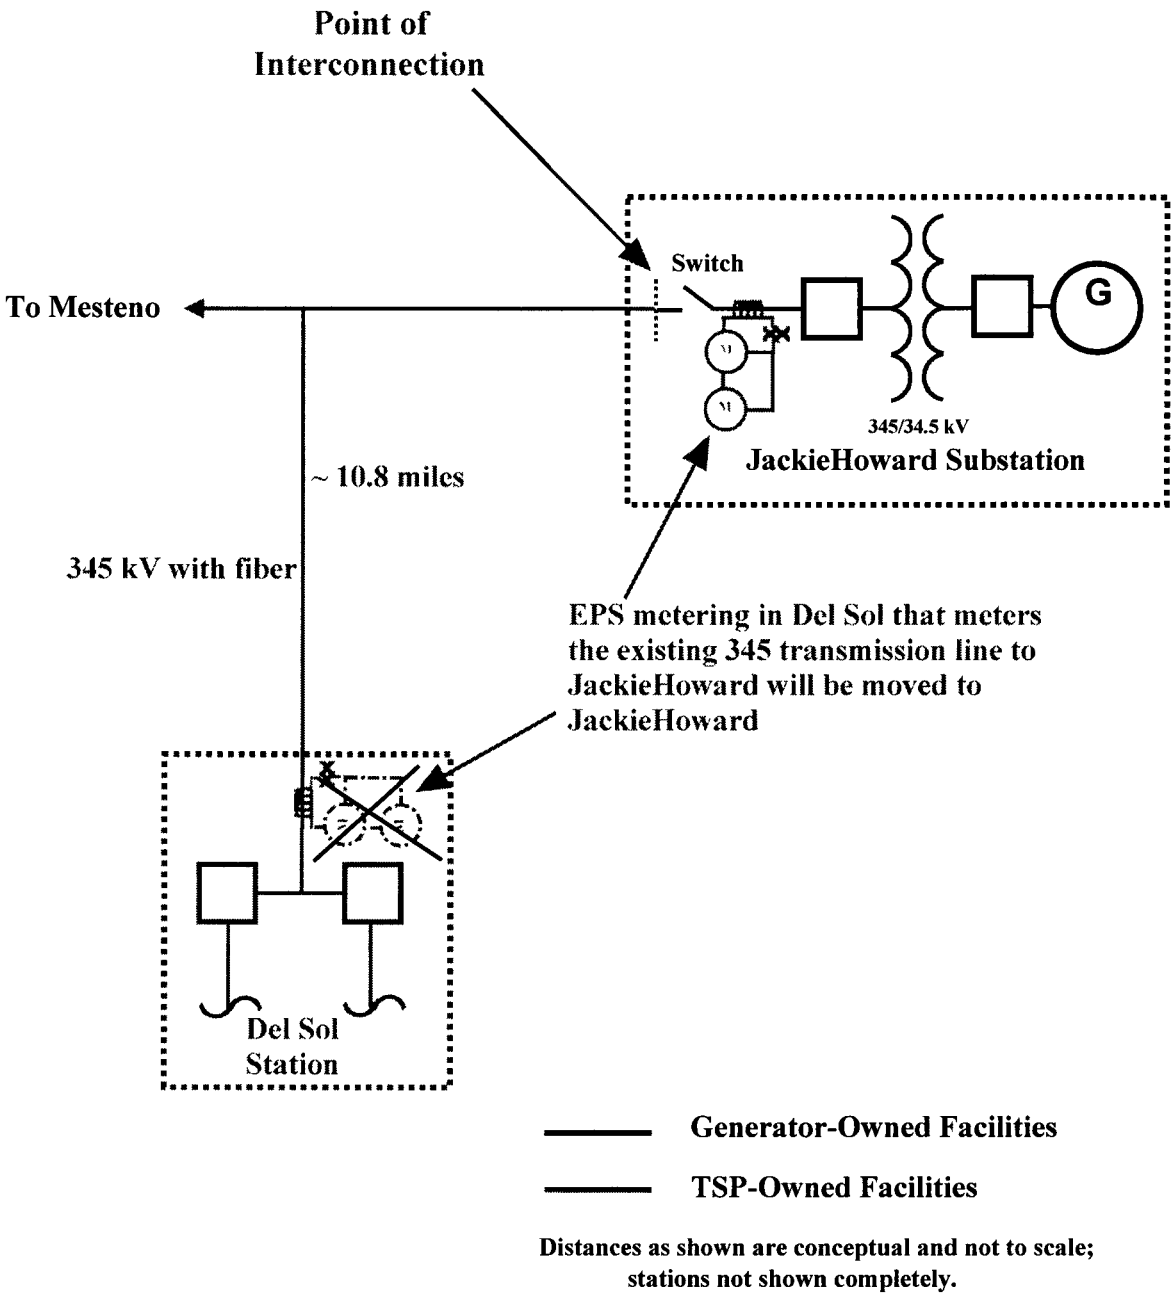 Point of
Interconnection
Switch
To Mesteno
G
M
M
345/34.5 kV
JackieHoward Substation
~ 10.8 miles
345 kV with fiber
EPS metering in Del Sol that meters
the existing 345 transmission line to
JackieHoward will be moved to
JackieHoward
Del Sol
Station
Generator-Owned Facilities
TSP-Owned Facilities
Distances as shown are conceptual and not to scale;
stations not shown completely.